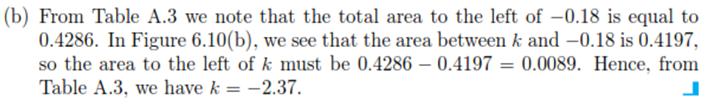 (b) From Table A.3 we note that the total area to the left of −0.18 is equal to
0.4286. In Figure 6.10(b), we see that the area between k and −0.18 is 0.4197,
so the area to the left of k must be 0.4286 − 0.4197 = 0.0089. Hence, from
Table A.3, we have k = −2.37.